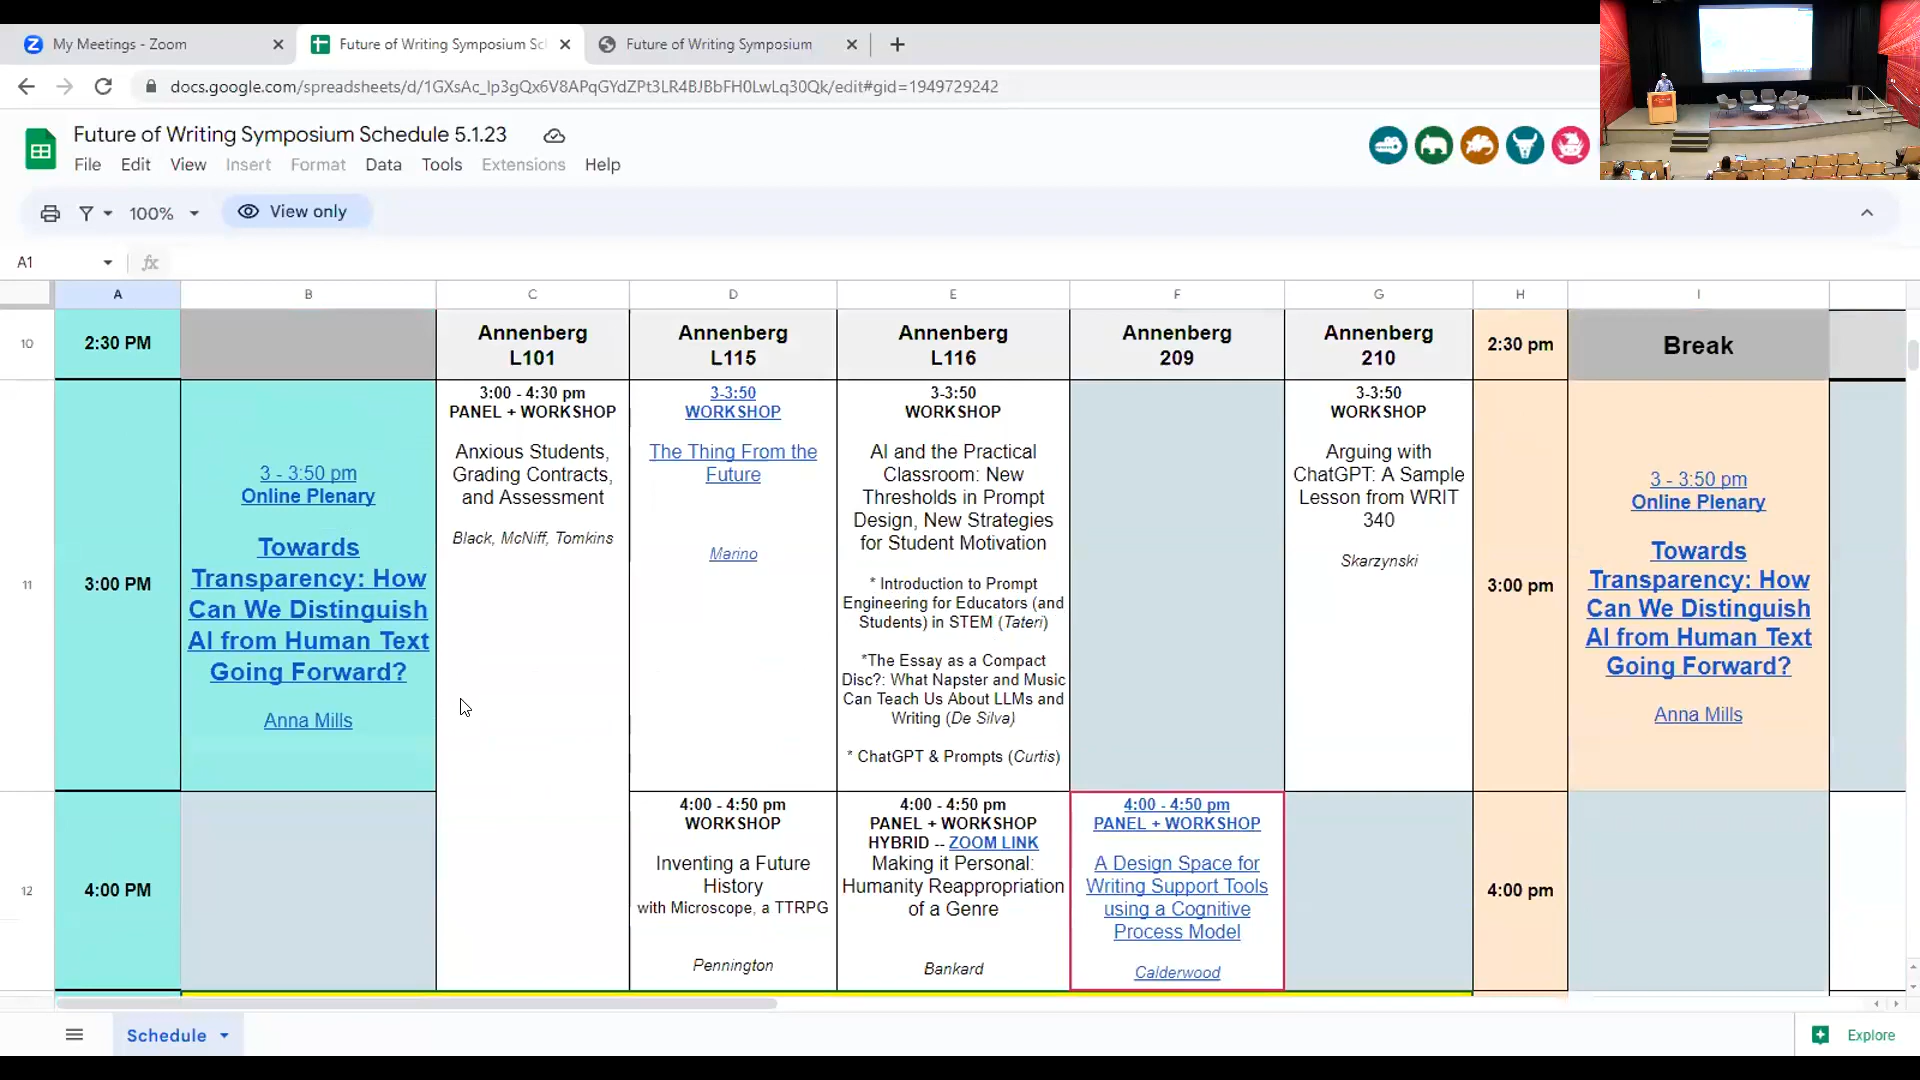 My Meetings - Zoom
Future of Writing Symposium Sc
Future of Writing Symposium
docs.google.com/spreadsheets/d/1GXsAc_lp3gQx6V8APqGYdZPt3LR4BJBbFH0LwLq30Qk/edit#gid=1949729242
Future of Writing Symposium Schedule 5.1.23
File Edit View Insert Format Data Tools Extensions Help
100% View only
A1 fx
A B C D E F G H I
10
2:30 PM
Annenberg
L101
Annenberg
L115
Annenberg
L116
Annenberg
209
Annenberg
210
2:30 pm
Break
11
3:00 PM
3 - 3:50 pm
Online Plenary
Towards
Transparency: How
Can We Distinguish
AI from Human Text
Going Forward?
Anna Mills
3:00 - 4:30 pm
PANEL + WORKSHOP
Anxious Students,
Grading Contracts,
and Assessment
Black, McNiff, Tomkins
3-3:50
WORKSHOP
The Thing From the
Future
Marino
3-3:50
WORKSHOP
AI and the Practical
Classroom: New
Thresholds in Prompt
Design, New Strategies
for Student Motivation
* Introduction to Prompt
Engineering for Educators (and
Students) in STEM (Tateri)
*The Essay as a Compact
Disc?: What Napster and Music
Can Teach Us About LLMs and
Writing (De Silva)
* ChatGPT & Prompts (Curtis)
3-3:50
WORKSHOP
Arguing with
ChatGPT: A Sample
Lesson from WRIT
340
Skarzynski
3:00 pm
3 - 3:50 pm
Online Plenary
Towards
Transparency: How
Can We Distinguish
AI from Human Text
Going Forward?
Anna Mills
12
4:00 PM
4:00 - 4:50 pm
WORKSHOP
Inventing a Future
History
with Microscope, a TTRPG
Pennington
4:00 - 4:50 pm
PANEL + WORKSHOP
HYBRID -- ZOOM LINK
Making it Personal:
Humanity Reappropriation
of a Genre
Bankard
4:00 - 4:50 pm
PANEL + WORKSHOP
A Design Space for
Writing Support Tools
using a Cognitive
Process Model
Calderwood
4:00 pm
Schedule
Explore